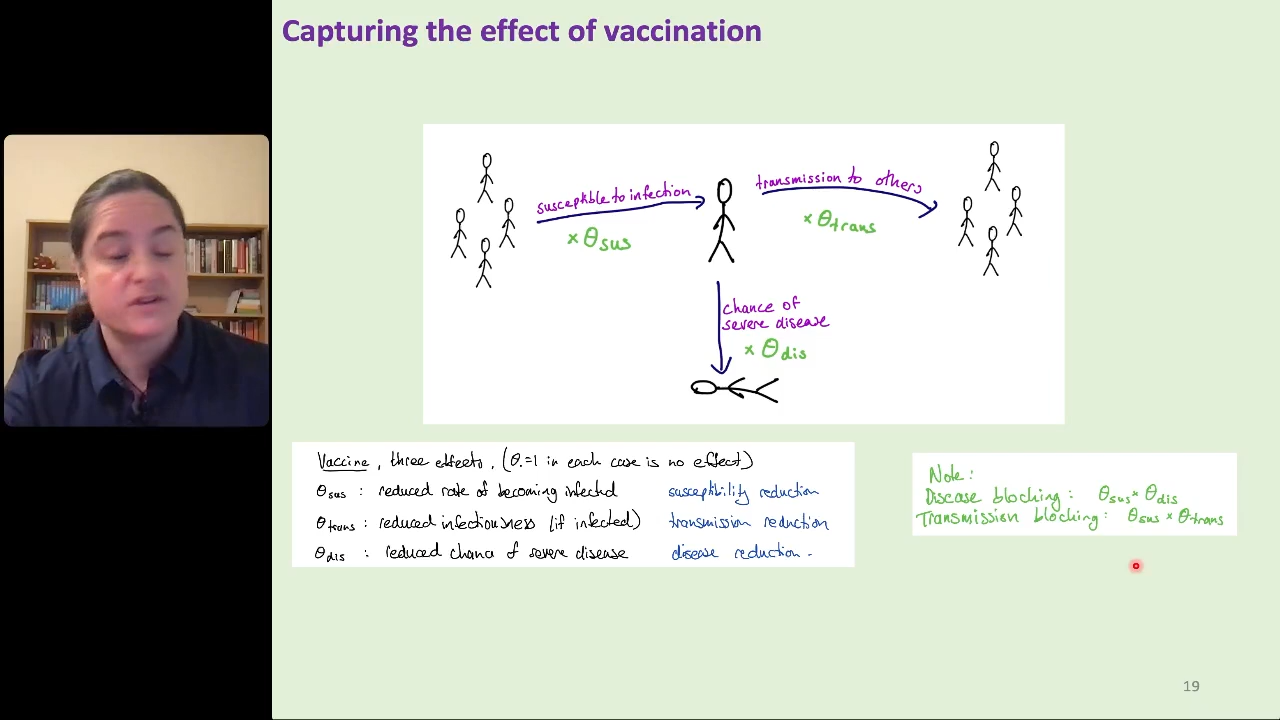 Capturing the effect of vaccination
susceptible to infection
× θsus
transmission to others
× θtrans
chance of
severe disease
× θdis
Vaccine, three effects, (θ.=1 in each case is no effect)
θsus : reduced rate of becoming infected susceptibility reduction
θtrans : reduced infectiousness (if infected) transmission reduction
θdis : reduced chance of severe disease disease reduction.
Note:
Disease blocking: θsus × θdis
Transmission blocking: θsus × θtrans
19